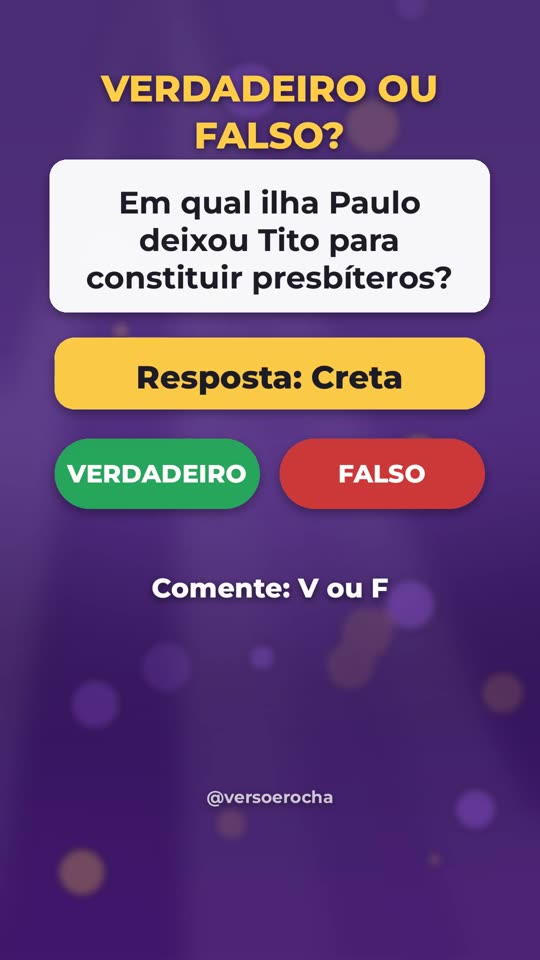 VERDADEIRO OU
FALSO?
Em qual ilha Paulo
deixou Tito para
constituir presbíteros?
Resposta: Creta
VERDADEIRO
FALSO
Comente: V ou F
@versoerocha